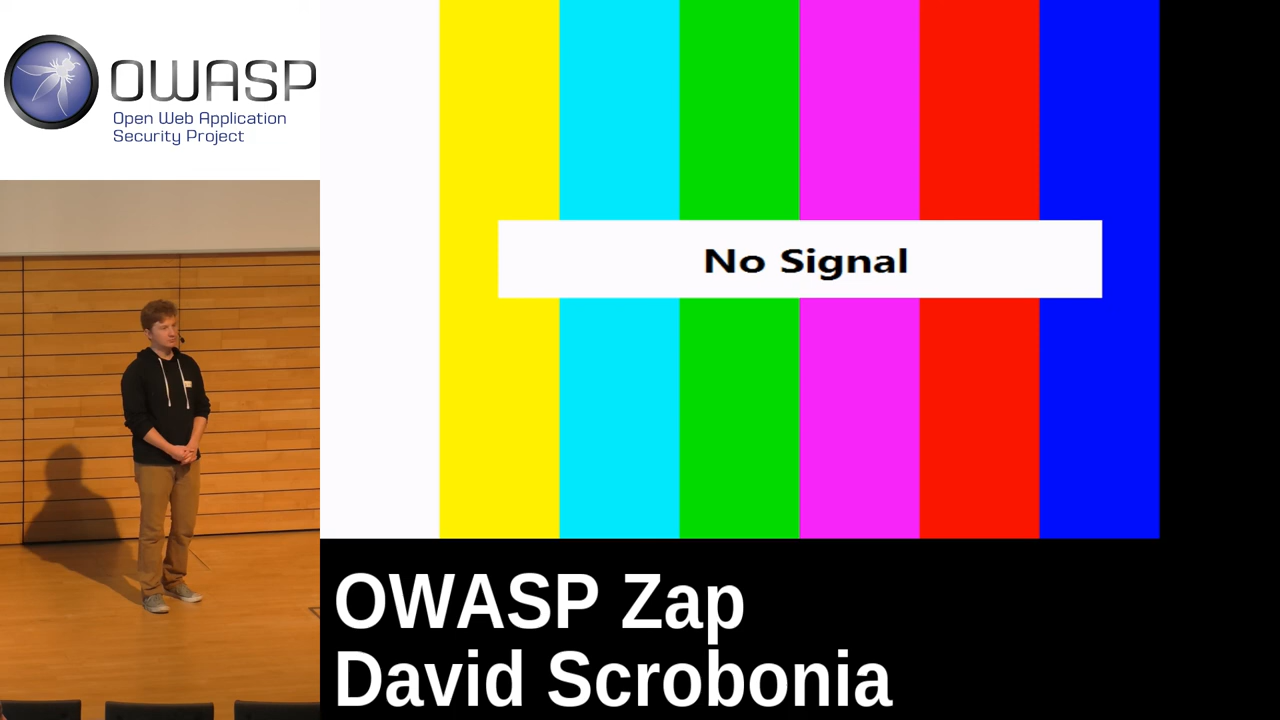 OWASP
Open Web Application
Security Project
No Signal
OWASP Zap
David Scrobonia